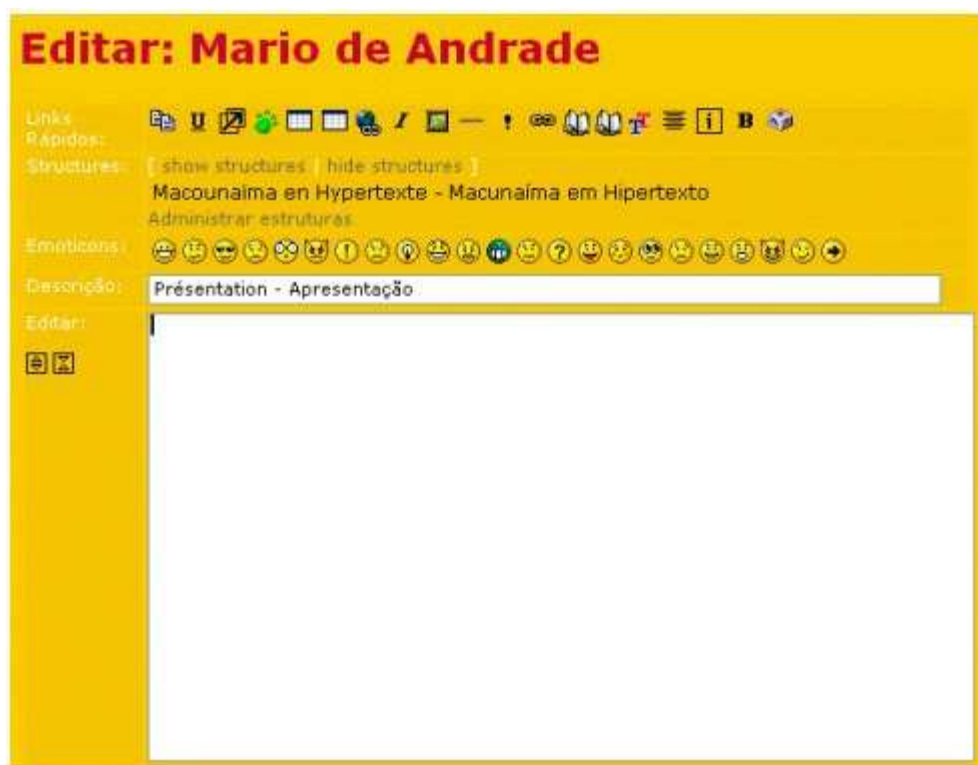 Editar: Mario de Andrade
Links
Rápidos:
Structures: [ show structures | hide structures ]
Macounaima en Hypertexte - Macunaíma em Hipertexto
Administrar estruturas
Emoticons:
Descrição: Présentation - Apresentação
Editar: